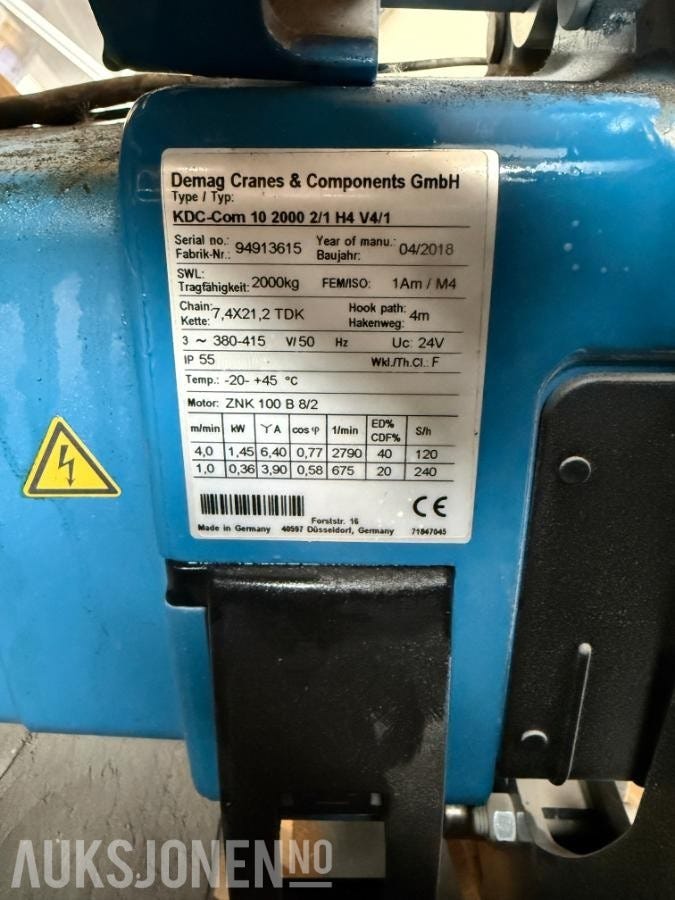 Demag Cranes & Components GmbH
Type / Typ:
KDC-Com 10 2000 2/1 H4 V4/1
Serial no.: 94913615 Year of manu.: 04/2018
Fabrik-Nr.: Baujahr:
SWL: 2000kg FEM/ISO: 1Am / M4
Tragfähigkeit:
Chain: 7,4X21,2 TDK Hook path: 4m
Kette: Hakenweg:
3 ~ 380-415 V/ 50 Hz Uc: 24V
IP 55 Wkl./Th.Cl.: F
Temp.: -20- +45 °C
Motor: ZNK 100 B 8/2
m/min kW Y A cos φ 1/min ED% CDF% S/h
4,0 1,45 6,40 0,77 2790 40 120
1,0 0,36 3,90 0,58 675 20 240
CE
Forststr. 16
Made in Germany 40597 Düsseldorf, Germany 71847045
AUKSJONEN.NO